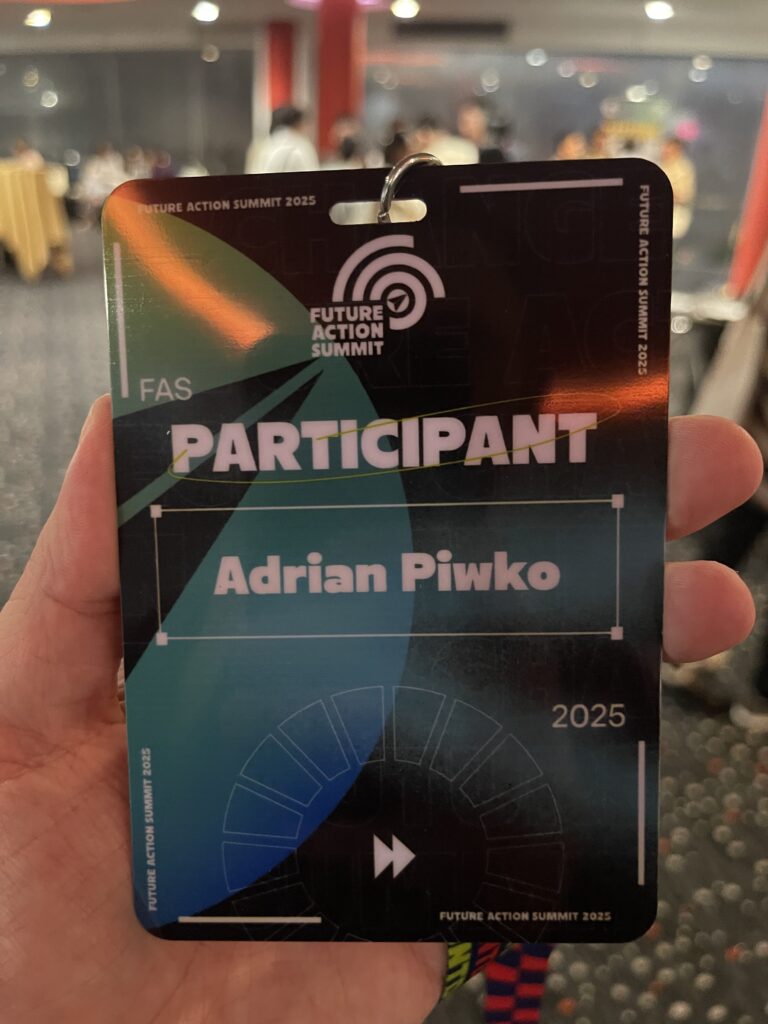 FUTURE ACTION SUMMIT 2025
FUTURE ACTION SUMMIT 2025
FUTURE
ACTION
SUMMIT
FAS
PARTICIPANT
Adrian Piwko
2025
FUTURE ACTION SUMMIT 2025
FUTURE ACTION SUMMIT 2025